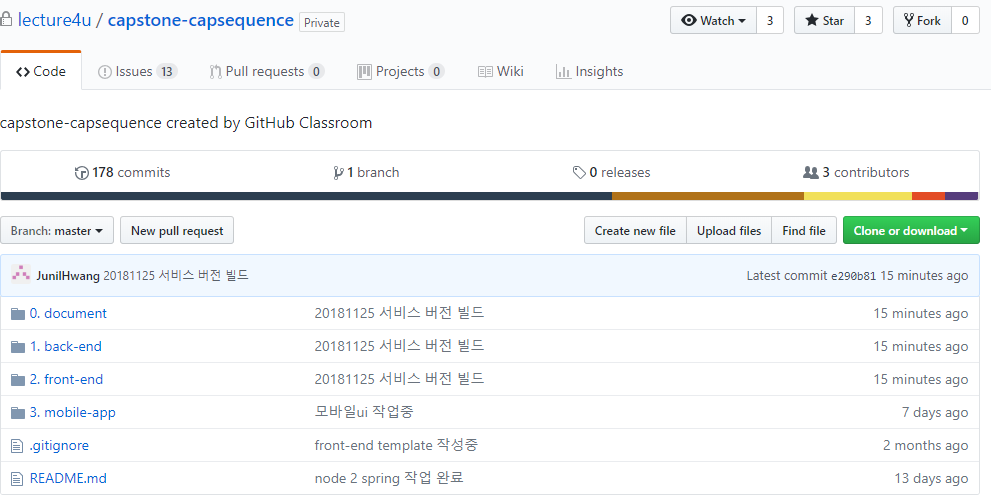 lecture4u / capstone-capsequence Private Watch 3 Star 3 Fork 0
Code Issues 13 Pull requests 0 Projects 0 Wiki Insights
capstone-capsequence created by GitHub Classroom
178 commits 1 branch 0 releases 3 contributors
Branch: master New pull request Create new file Upload files Find file Clone or download
JunilHwang 20181125 서비스 버전 빌드 Latest commit e290b81 15 minutes ago
0. document 20181125 서비스 버전 빌드 15 minutes ago
1. back-end 20181125 서비스 버전 빌드 15 minutes ago
2. front-end 20181125 서비스 버전 빌드 15 minutes ago
3. mobile-app 모바일ui 작업중 7 days ago
.gitignore front-end template 작성중 2 months ago
README.md node 2 spring 작업 완료 13 days ago